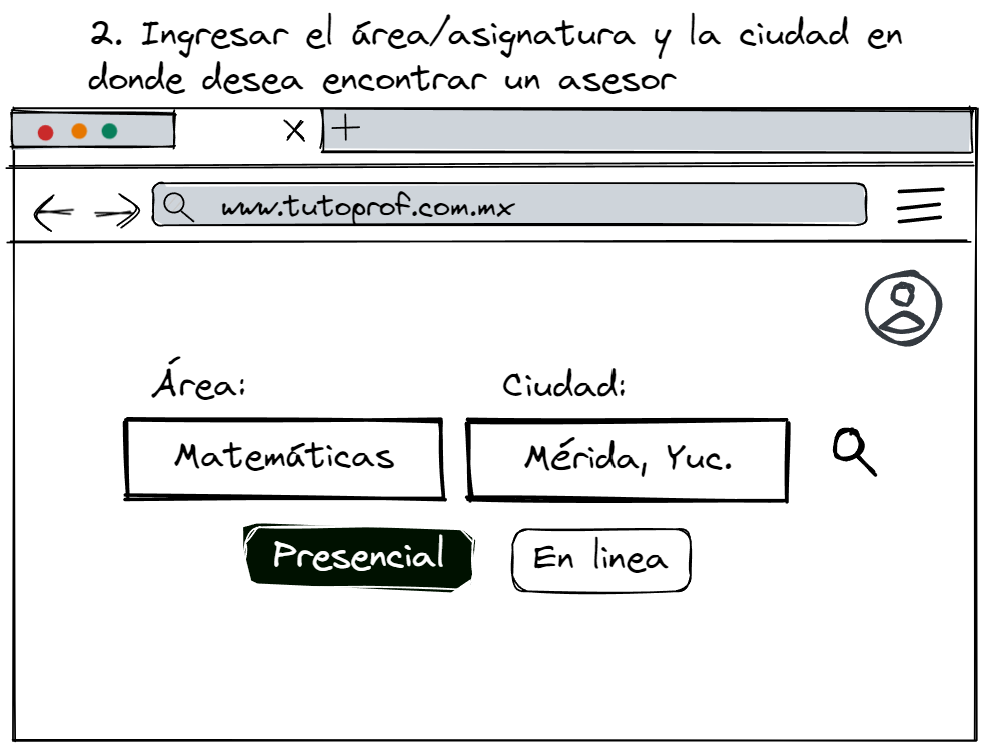 2. Ingresar el área/asignatura y la ciudad en
donde desea encontrar un asesor
www.tutoprof.com.mx
Área:
Ciudad:
Matemáticas
Mérida, Yuc.
Presencial
En linea